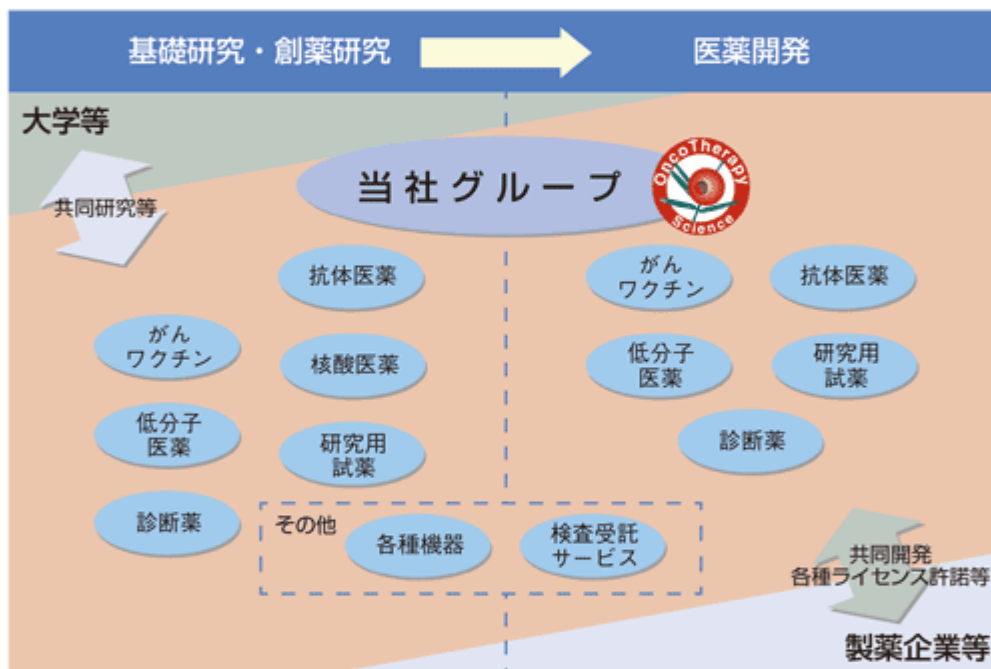 基礎研究・創薬研究
医薬開発
大学等
共同研究等
当社グループ
OncoTherapy
Science
抗体医薬
がん
ワクチン
核酸医薬
低分子
医薬
研究用
試薬
診断薬
がん
ワクチン
抗体医薬
低分子
医薬
研究用
試薬
診断薬
その他
各種機器
検査受託
サービス
共同開発
各種ライセンス許諾等
製薬企業等